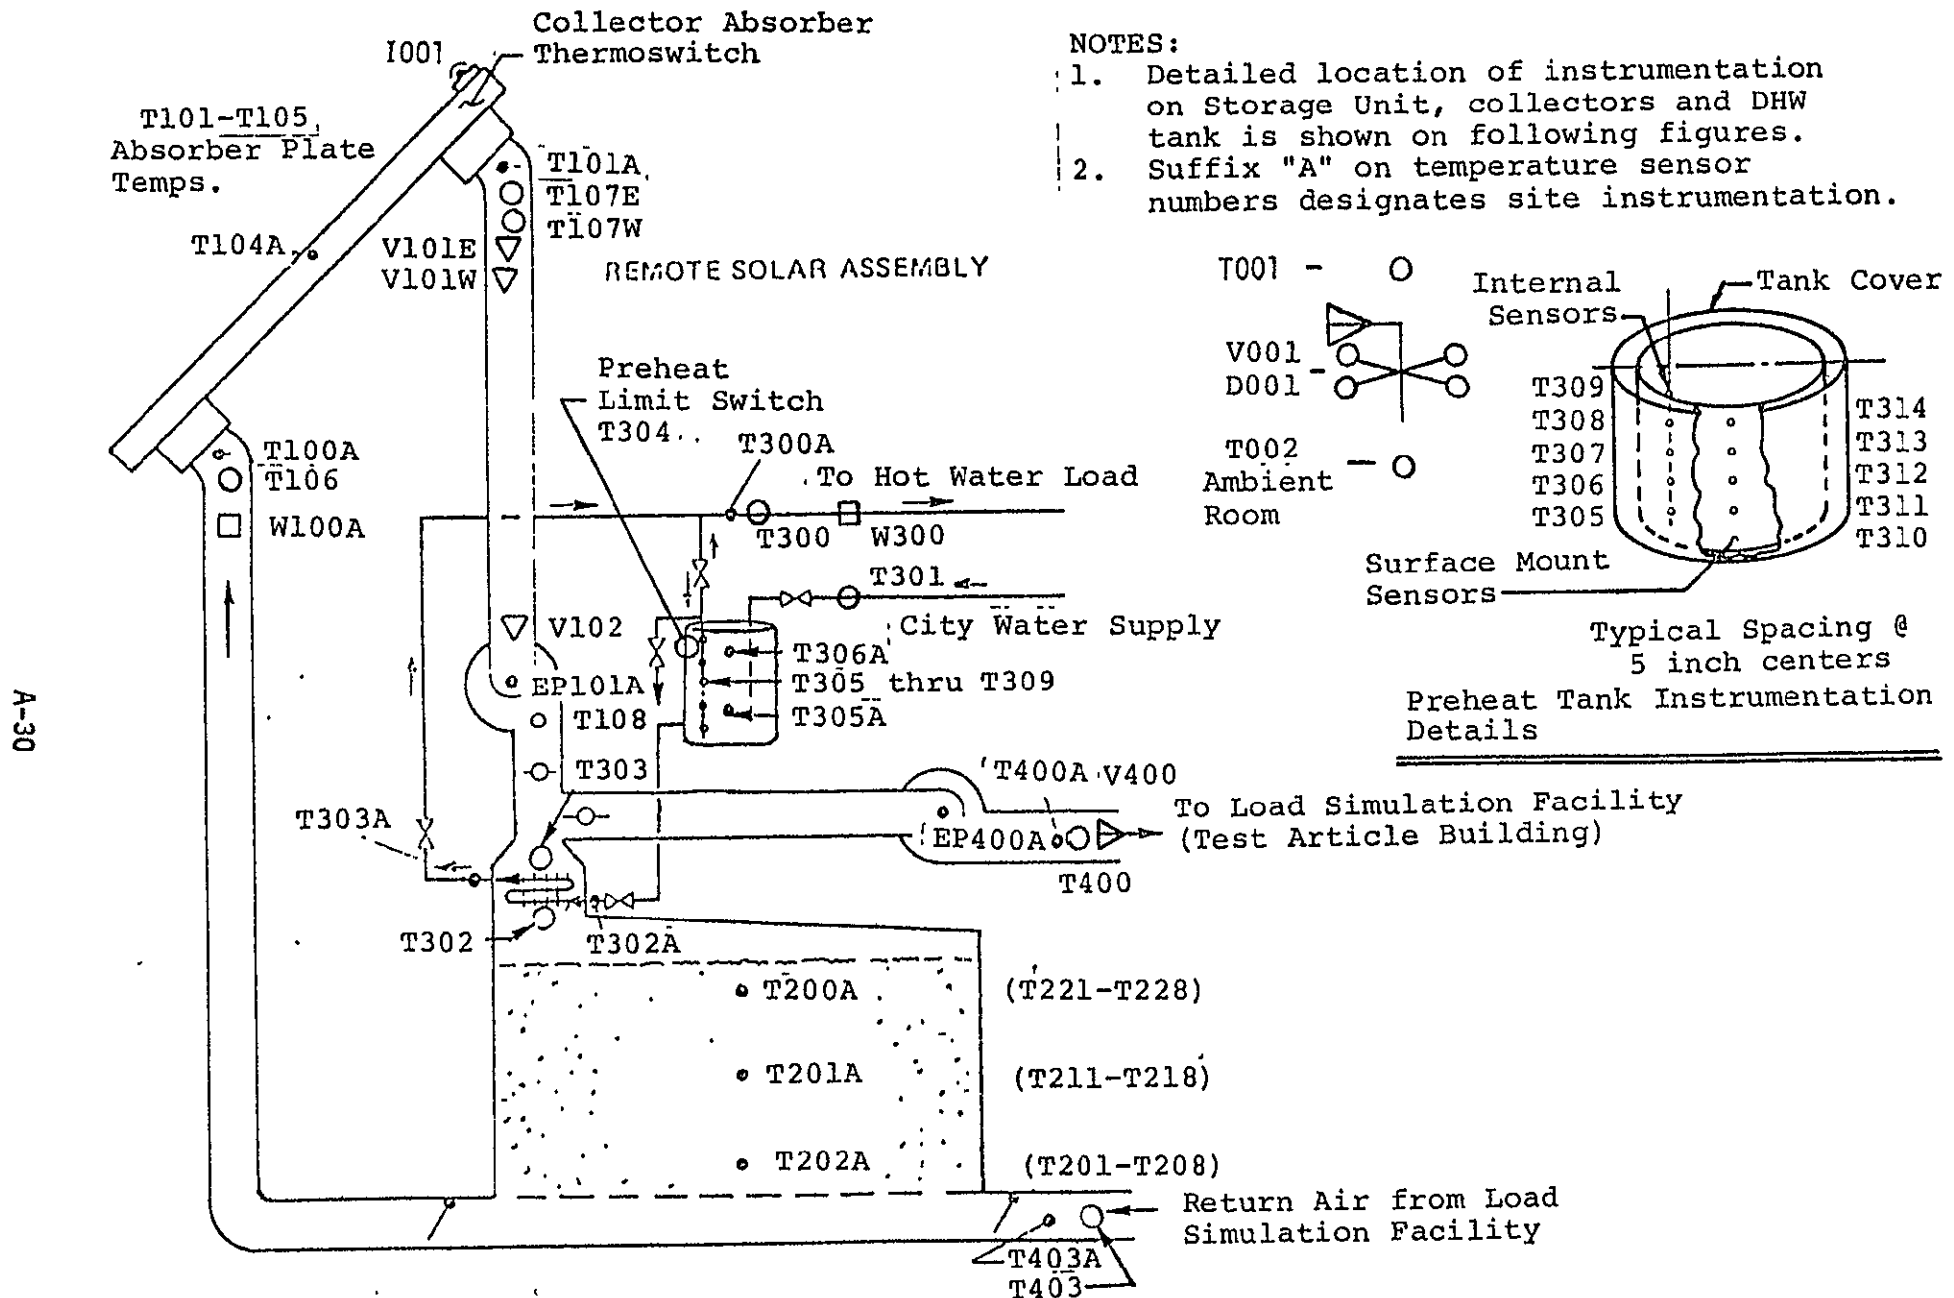 Collector Absorber
Thermoswitch
I001
T101-T105
Absorber Plate
Temps.
T101A
T107E
T107W
T104A
V101E
V101W
REMOTE SOLAR ASSEMBLY
NOTES:
1. Detailed location of instrumentation
on Storage Unit, collectors and DHW
tank is shown on following figures.
2. Suffix "A" on temperature sensor
numbers designates site instrumentation.
T001
V001
D001
T002
Ambient
Room
Internal
Sensors
Tank Cover
T309
T308
T307
T306
T305
T314
T313
T312
T311
T310
Surface Mount
Sensors
Typical Spacing @
5 inch centers
Preheat Tank Instrumentation
Details
Preheat
Limit Switch
T304
T300A
To Hot Water Load
T300 W300
T301
City Water Supply
T100A
T106
W100A
V102
EP101A
T108
T303
T306A
T305 thru T309
T305A
T400A V400
To Load Simulation Facility
(Test Article Building)
EP400A
T400
T303A
T302
T302A
T200A (T221-T228)
T201A (T211-T218)
T202A (T201-T208)
Return Air from Load
Simulation Facility
T403A
T403
A-30